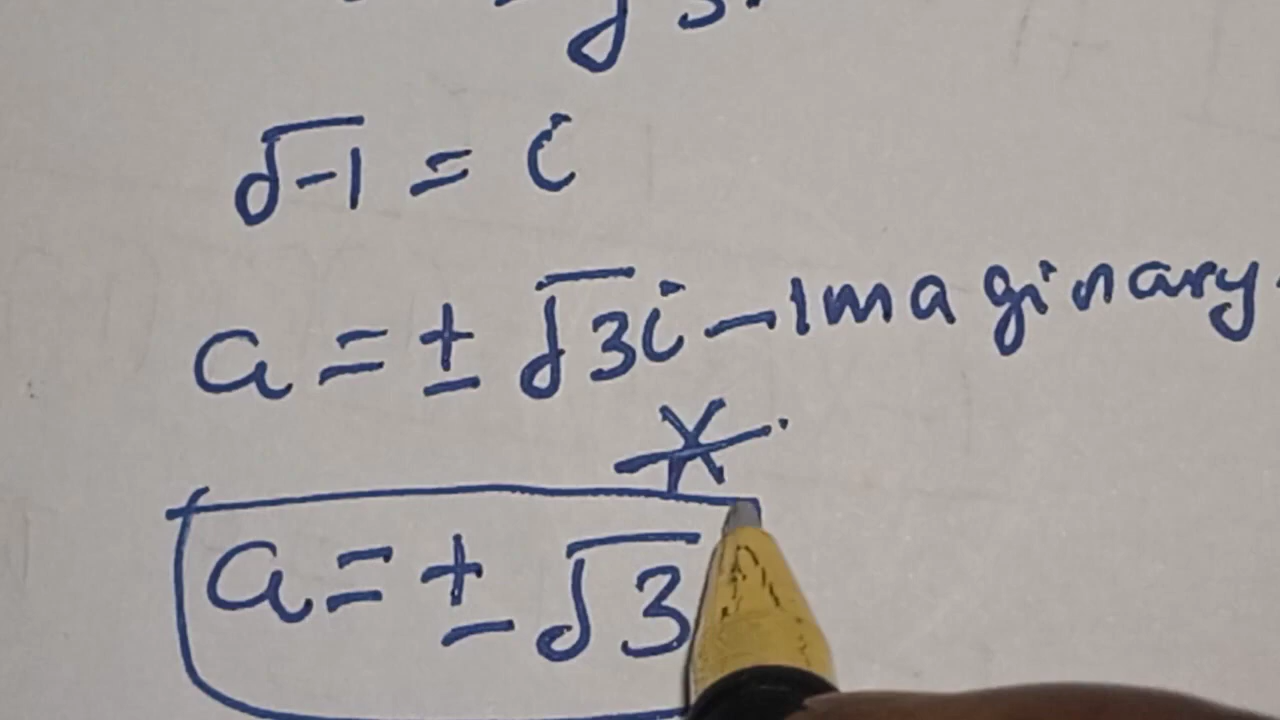 √-1 = i
a = ± √3i - Imaginary.
a = ± √3